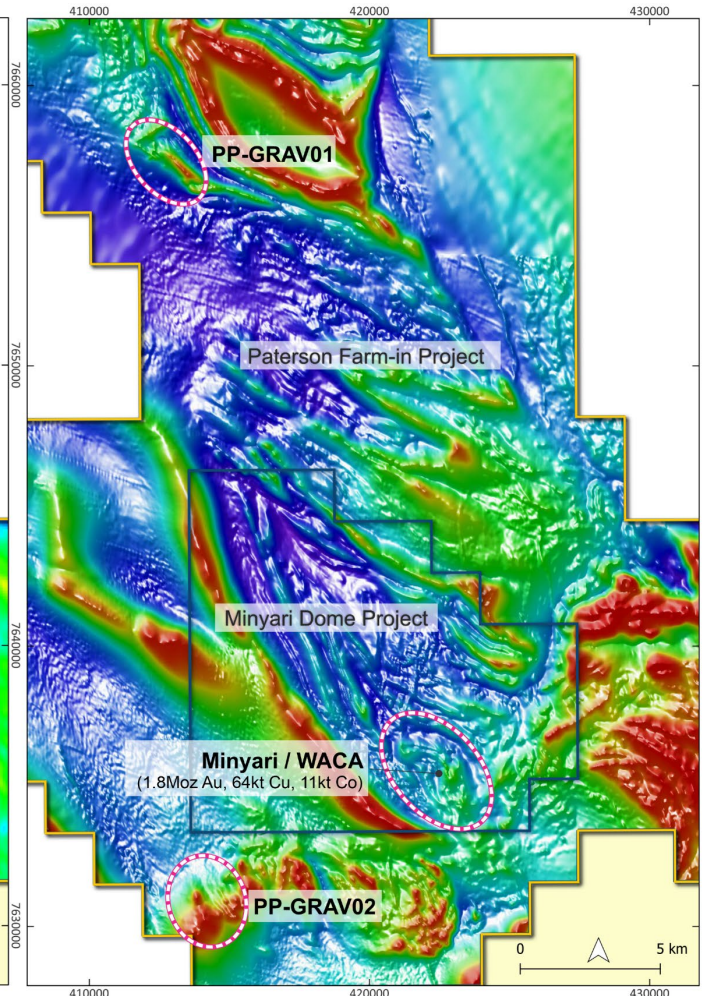 410000
420000
430000
7660000
PP-GRAV01
Paterson Farm-in Project
7650000
Minyari Dome Project
7640000
Minyari / WACA
(1.8Moz Au, 64kt Cu, 11kt Co)
PP-GRAV02
7630000
0 5 km
410000
420000
430000